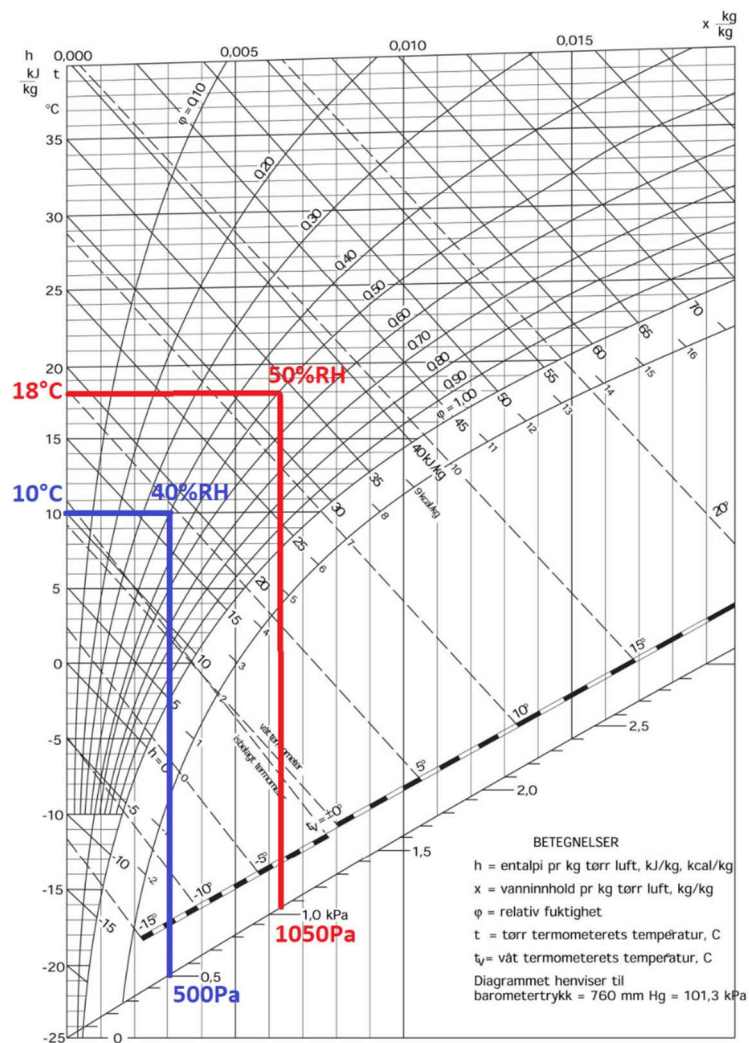 x kg/kg
h 0,000 0,005 0,010 0,015
kJ/kg t
°C
φ = 0,10
0,20
0,30
0,40
0,50
0,60
0,70
0,80
0,90
φ = 1,00
35
30
25
20
18°C
15
10°C
10
5
0
-5
-10
-15
-20
-25
50%RH
40%RH
70
65
60
55
50
45
40kJ/kg
35
30
25
20
15
10
5
h = 0
-5
-10
-15
16
15
14
13
12
11
10
9kcal/kg
8
7
6
5
4
3
2
1
0
-1
-2
våt termometer
Isbelagt termometer
20°
15°
10°
5°
tv = ±0°
-5°
-10°
-15°
2,5
2,0
1,5
1,0 kPa
0,5
0
1050Pa
500Pa
BETEGNELSER
h = entalpi pr kg tørr luft, kJ/kg, kcal/kg
x = vanninnhold pr kg tørr luft, kg/kg
φ = relativ fuktighet
t = tørr termometerets temperatur, C
tv= våt termometerets temperatur, C
Diagrammet henviser til
barometertrykk = 760 mm Hg = 101,3 kPa